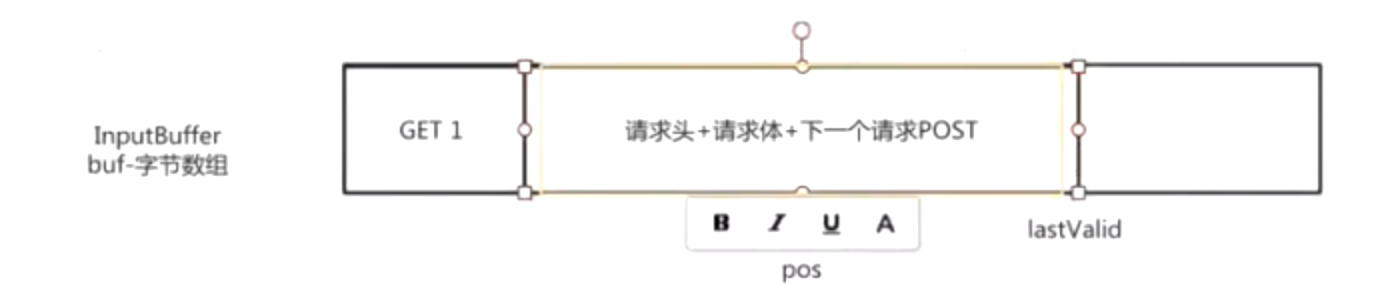 InputBuffer
buf-字节数组
GET 1
请求头+请求体+下一个请求POST
B I U A
lastValid
pos